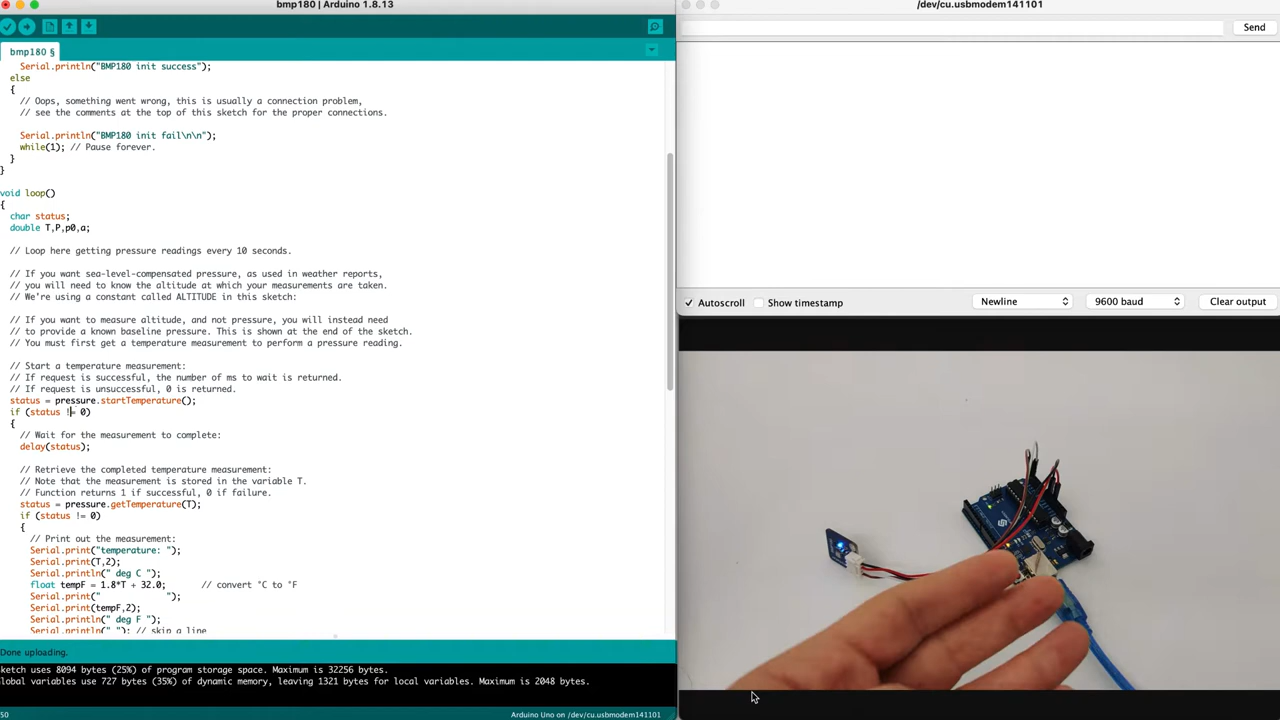 bmp180 | Arduino 1.8.13
bmp180 §
Serial.println("BMP180 init success");
else
{
// Oops, something went wrong, this is usually a connection problem,
// see the comments at the top of this sketch for the proper connections.
Serial.println("BMP180 init fail\n\n");
while(1); // Pause forever.
}
}
void loop()
{
char status;
double T,P,p0,a;
// Loop here getting pressure readings every 10 seconds.
// If you want sea-level-compensated pressure, as used in weather reports,
// you will need to know the altitude at which your measurements are taken.
// We're using a constant called ALTITUDE in this sketch:
// If you want to measure altitude, and not pressure, you will instead need
// to provide a known baseline pressure. This is shown at the end of the sketch.
// You must first get a temperature measurement to perform a pressure reading.
// Start a temperature measurement:
// If request is successful, the number of ms to wait is returned.
// If request is unsuccessful, 0 is returned.
status = pressure.startTemperature();
if (status != 0)
{
// Wait for the measurement to complete:
delay(status);
// Retrieve the completed temperature measurement:
// Note that the measurement is stored in the variable T.
// Function returns 1 if successful, 0 if failure.
status = pressure.getTemperature(T);
if (status != 0)
{
// Print out the measurement:
Serial.print("temperature: ");
Serial.print(T,2);
Serial.println(" deg C ");
float tempF = 1.8*T + 32.0; // convert °C to °F
Serial.print("             ");
Serial.print(tempF,2);
Serial.println(" deg F ");
Serial.println(" "); // skip a line
Done uploading.
ketch uses 8094 bytes (25%) of program storage space. Maximum is 32256 bytes.
lobal variables use 727 bytes (35%) of dynamic memory, leaving 1321 bytes for local variables. Maximum is 2048 bytes.
50
Arduino Uno on /dev/cu.usbmodem141101
/dev/cu.usbmodem141101
Send
Autoscroll
Show timestamp
Newline
9600 baud
Clear output